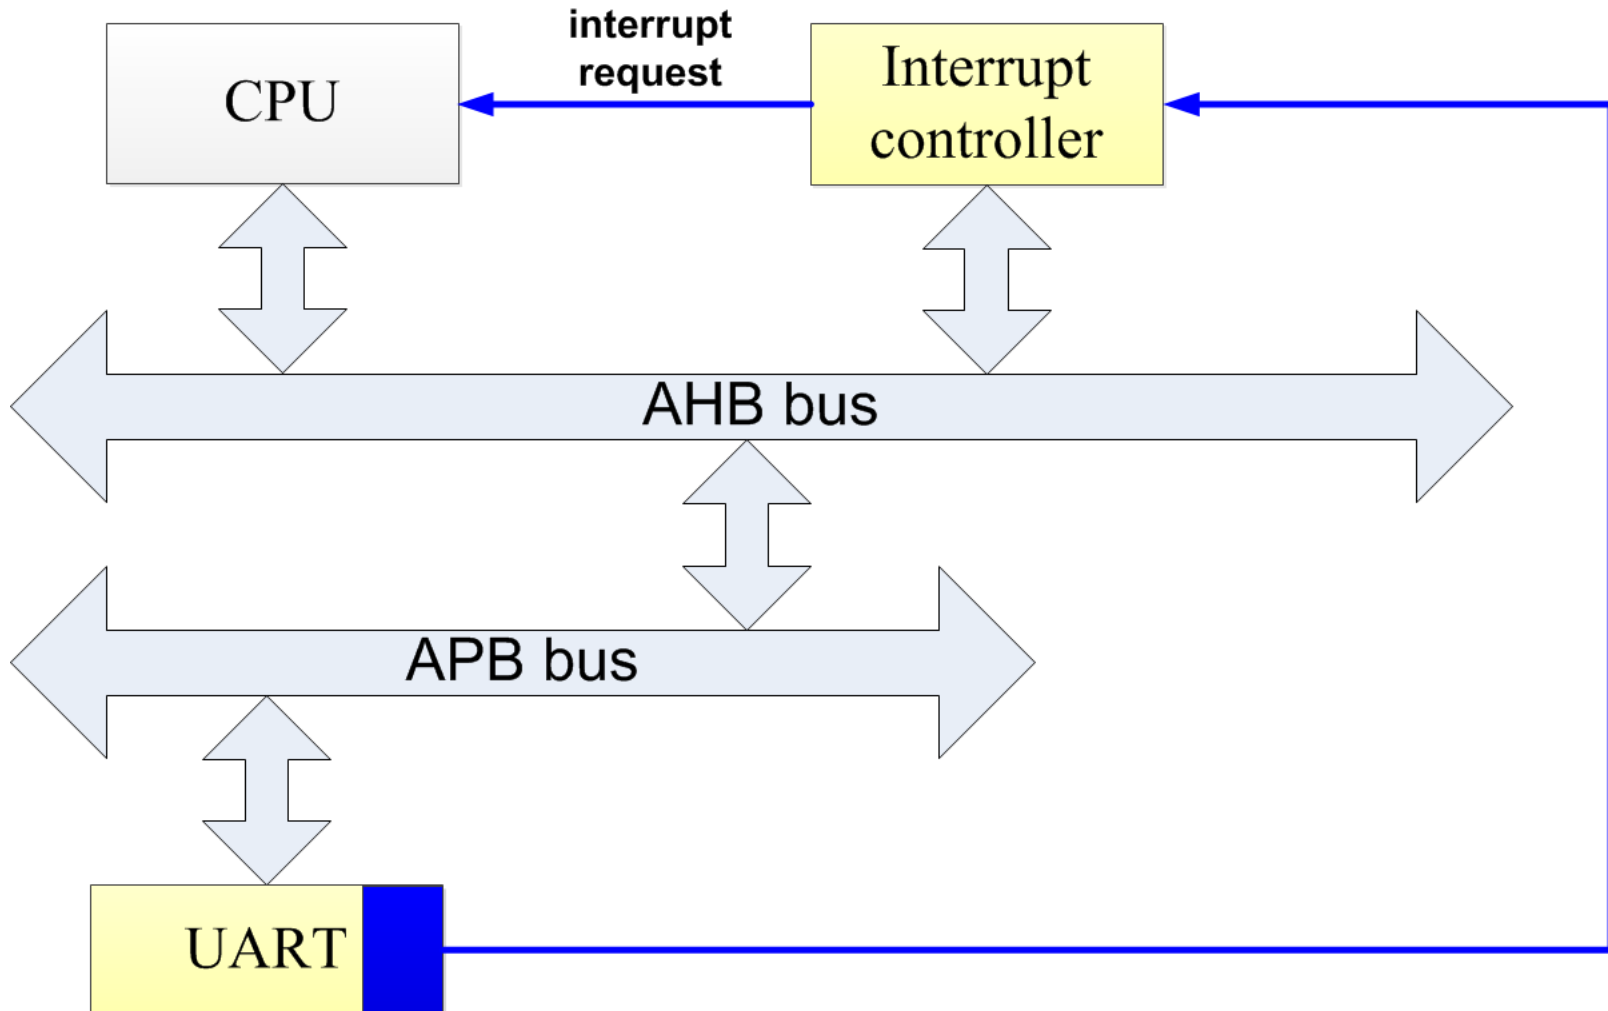 interrupt
request
CPU
Interrupt
controller
AHB bus
APB bus
UART